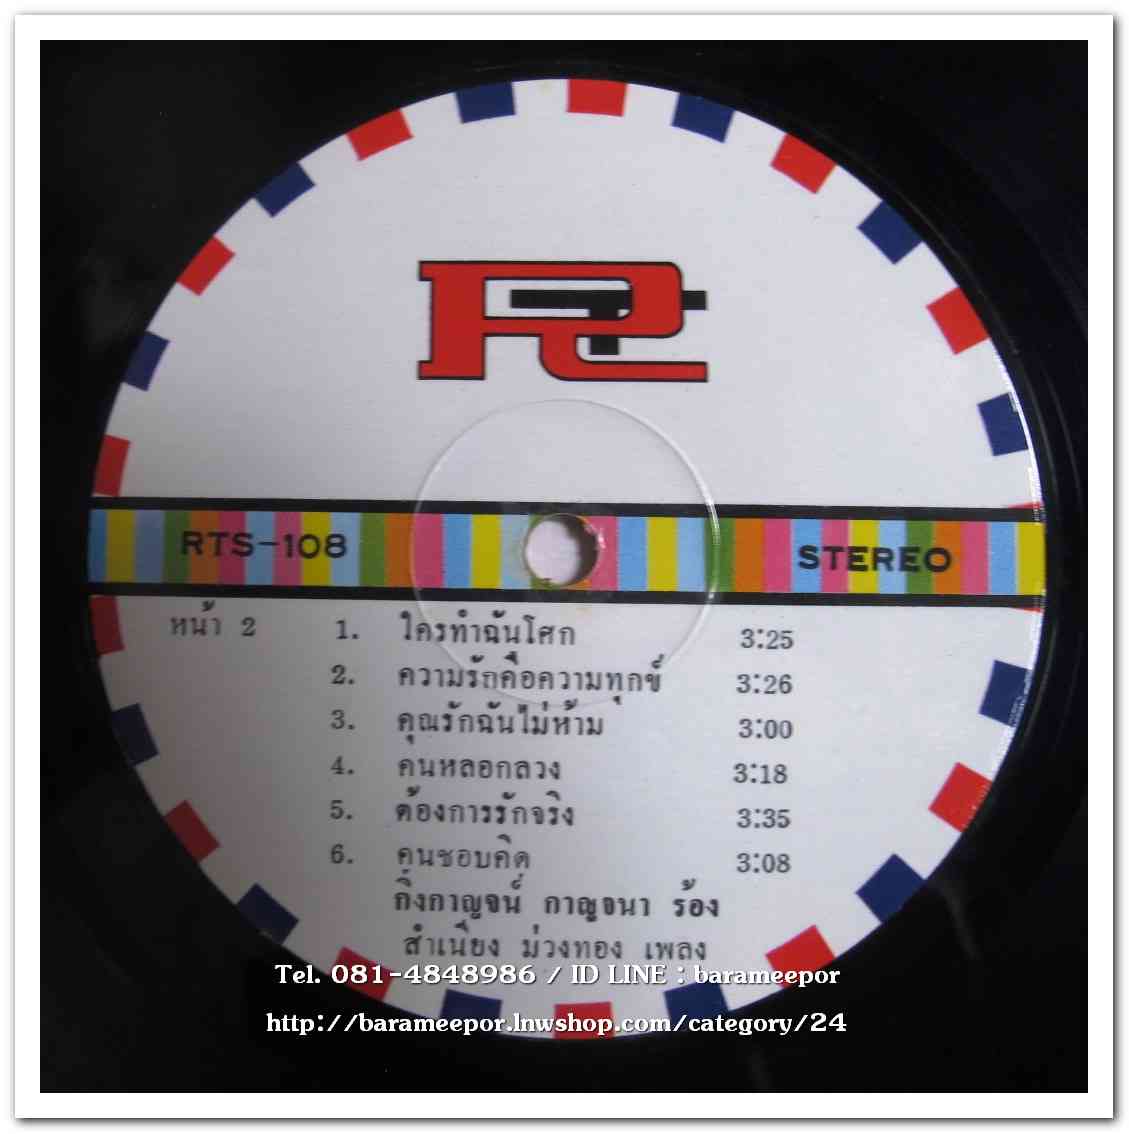 RTS-108 STEREO
หน้า 2 1. ใครทำฉันโศก 3:25
2. ความรักคือความทุกข์ 3:26
3. คุณรักฉันไม่ห้าม 3:00
4. คนหลอกลวง 3:18
5. ต้องการรักจริง 3:35
6. คนชอบคิด 3:08
กิ่งกาญจน์ กาญจนา ร้อง
สำเนียง ม่วงทอง เพลง
Tel. 081-4848986 / ID LINE : barameepor
http://barameepor.lnwshop.com/category/24